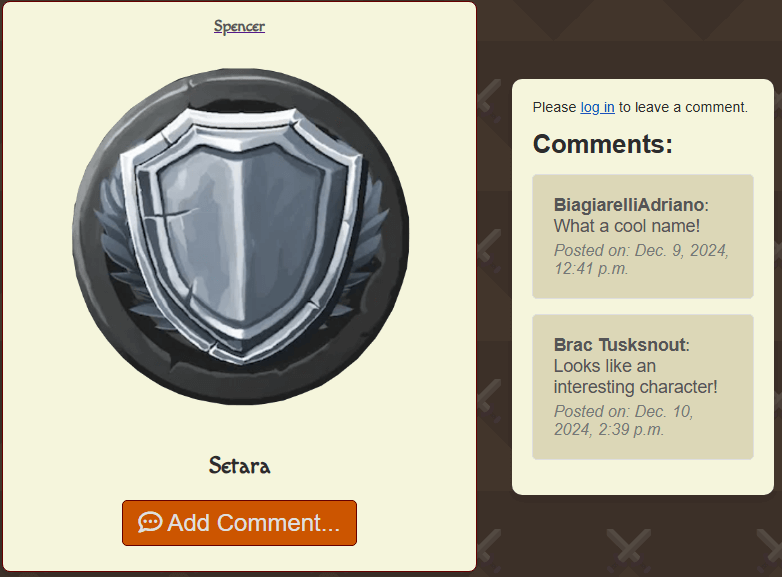 Spencer
Setara
Add Comment...
Please log in to leave a comment.
Comments:
BiagiarelliAdriano:
What a cool name!
Posted on: Dec. 9, 2024,
12:41 p.m.
Brac Tusksnout:
Looks like an
interesting character!
Posted on: Dec. 10,
2024, 2:39 p.m.